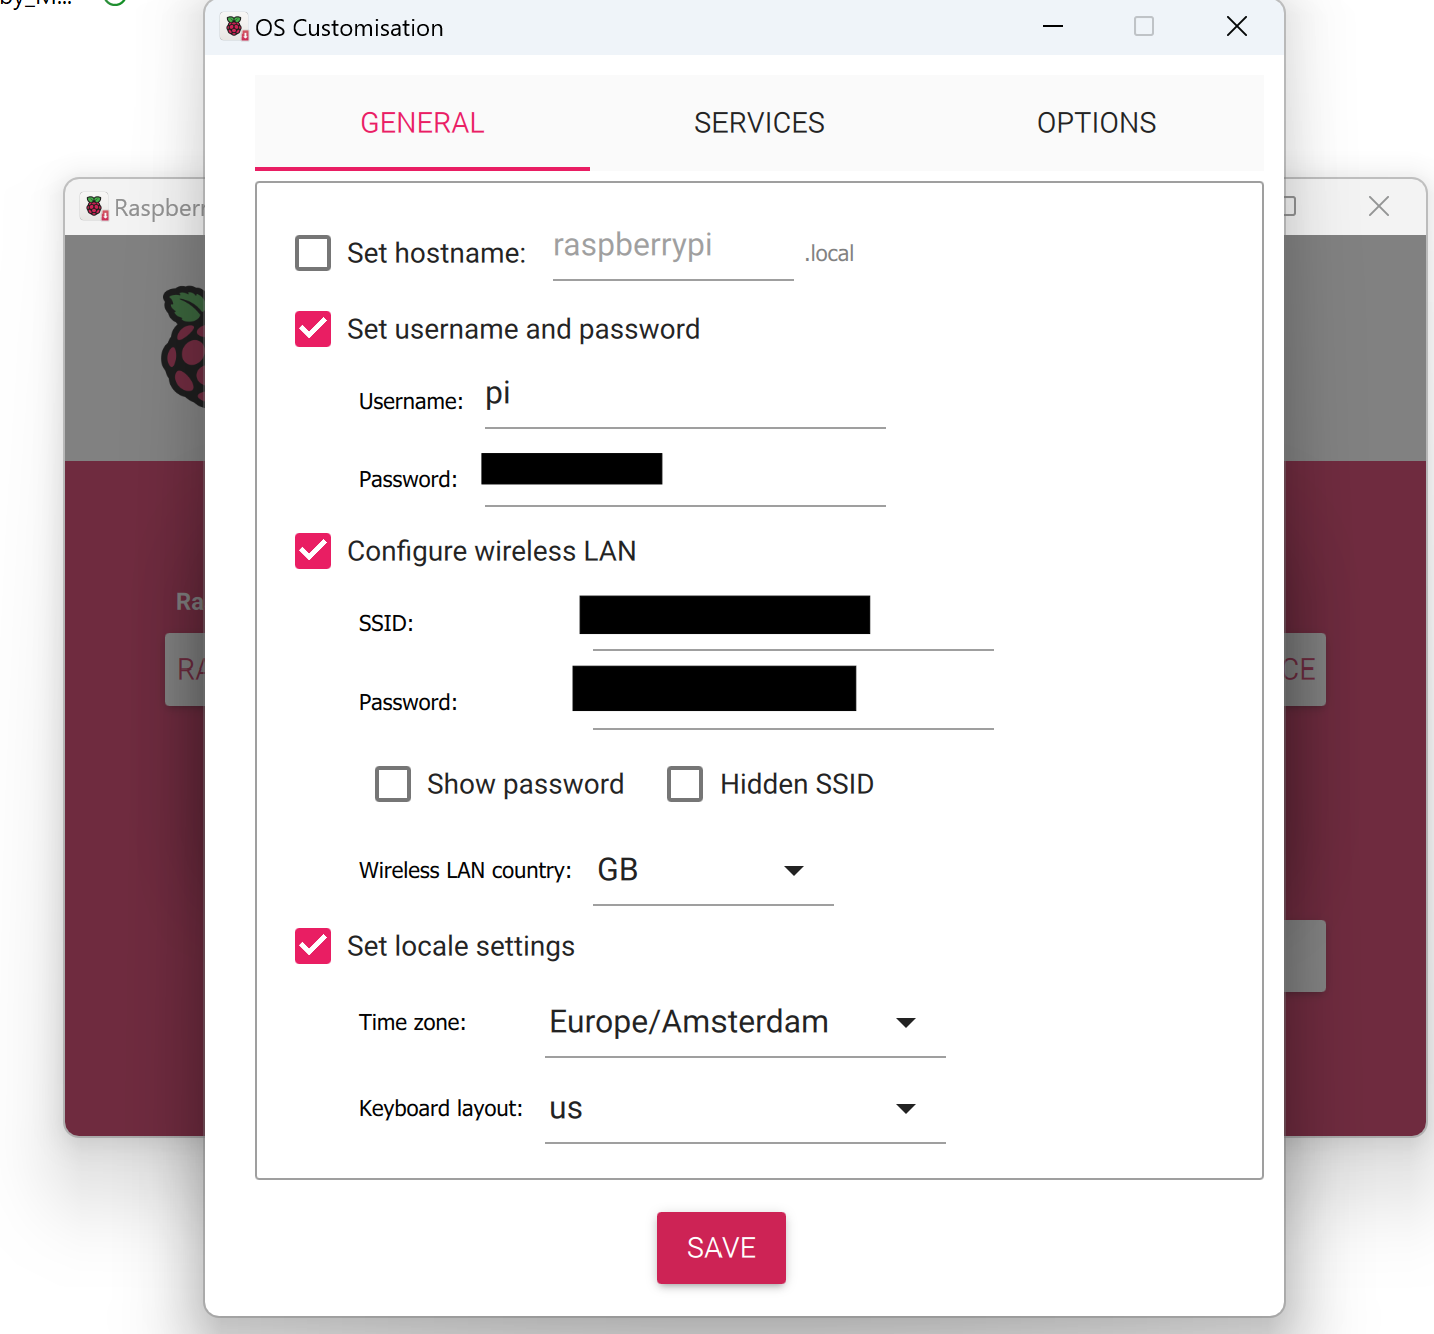 OS Customisation
GENERAL SERVICES OPTIONS
Raspberr
Set hostname: raspberrypi .local
Set username and password
Username: pi
Password:
Configure wireless LAN
SSID:
Ra
Password:
RA
CE
Show password Hidden SSID
Wireless LAN country: GB
Set locale settings
Time zone: Europe/Amsterdam
Keyboard layout: us
SAVE